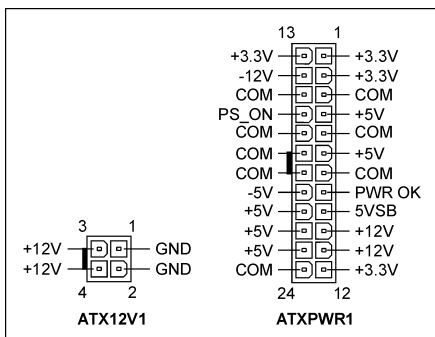 13 1
+3.3V +3.3V
-12V +3.3V
COM COM
PS_ON +5V
COM COM
COM +5V
COM COM
-5V PWR OK
+5V 5VSB
+5V +12V
+5V +12V
COM +3.3V
24 12
ATXPWR1
3 1
+12V GND
+12V GND
4 2
ATX12V1